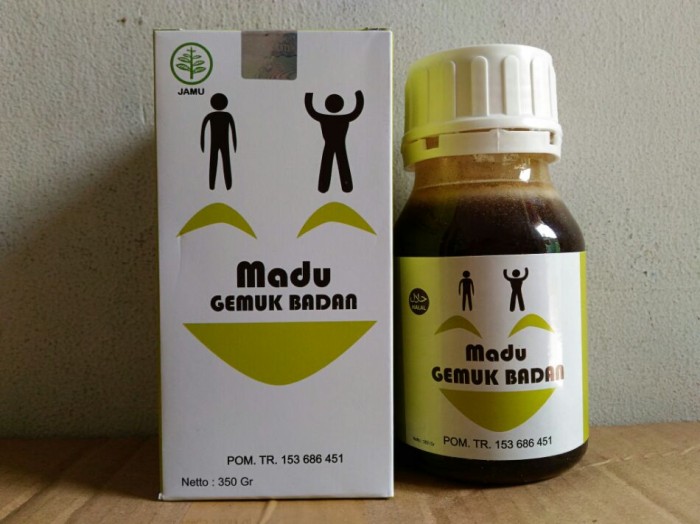 JAMU
Madu
GEMUK BADAN
POM. TR. 153 686 451
Netto : 350 Gr
HALAL
Madu
GEMUK BADAN
POM. TR. 153 686 451